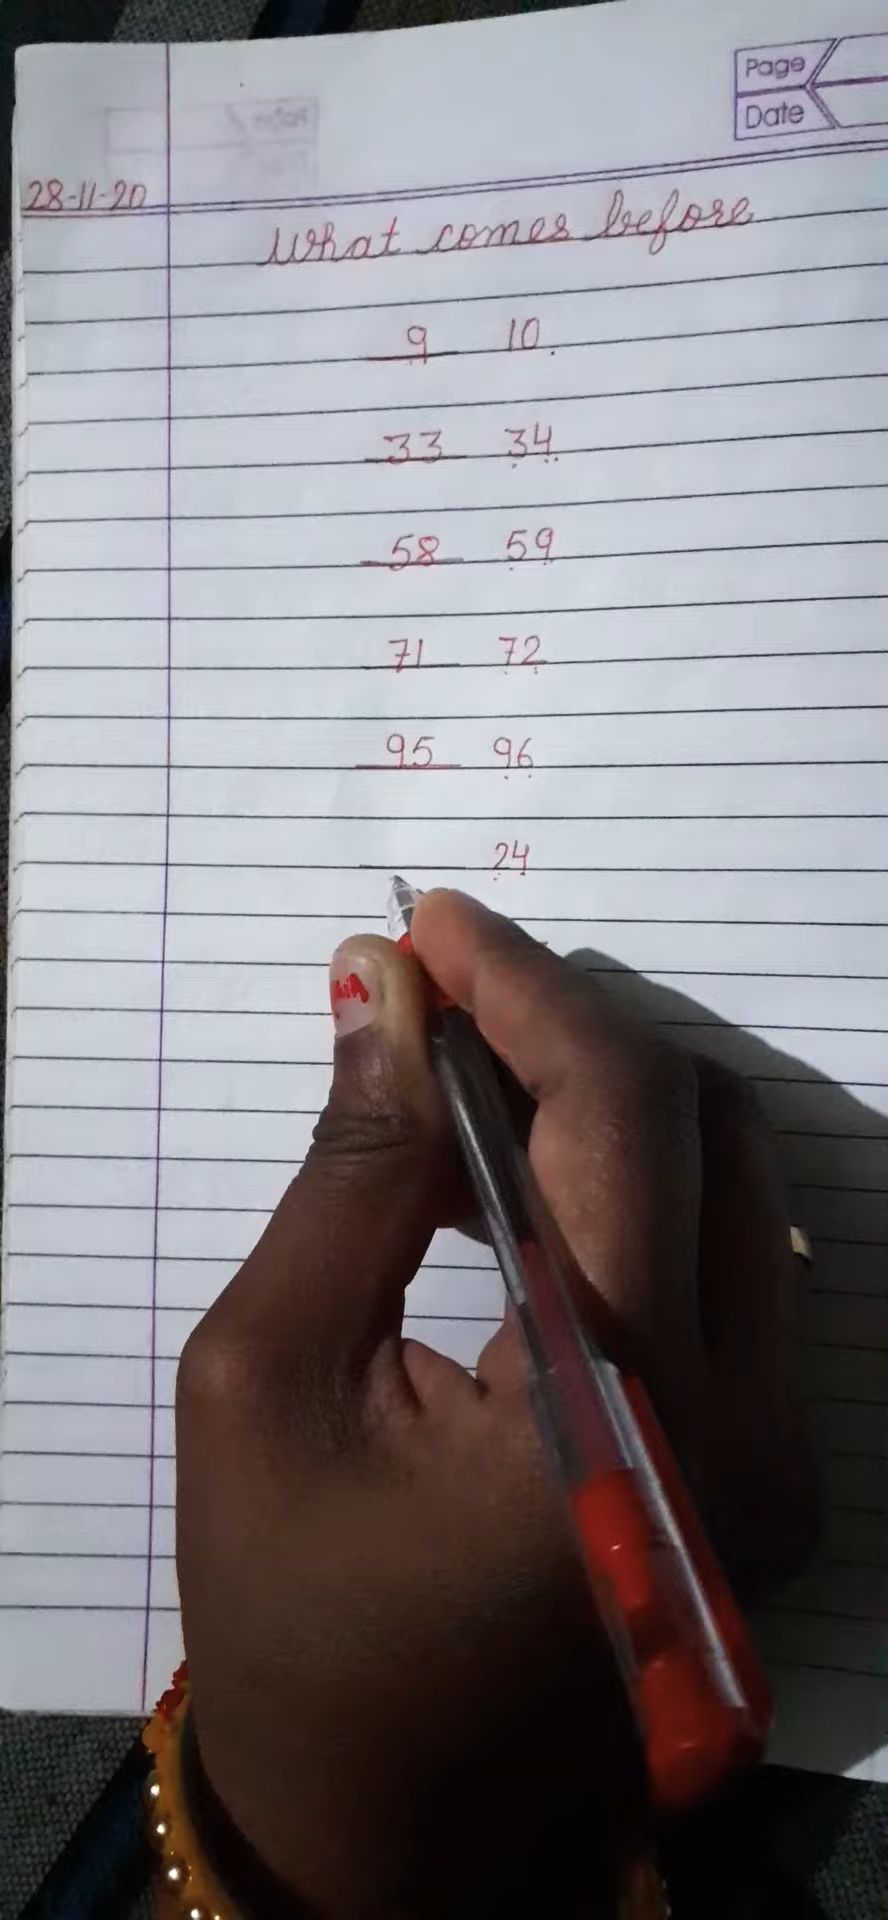 Page
Date
28-11-20
What comes before
9 10
33 34
58 59
71 72
95 96
___ 24